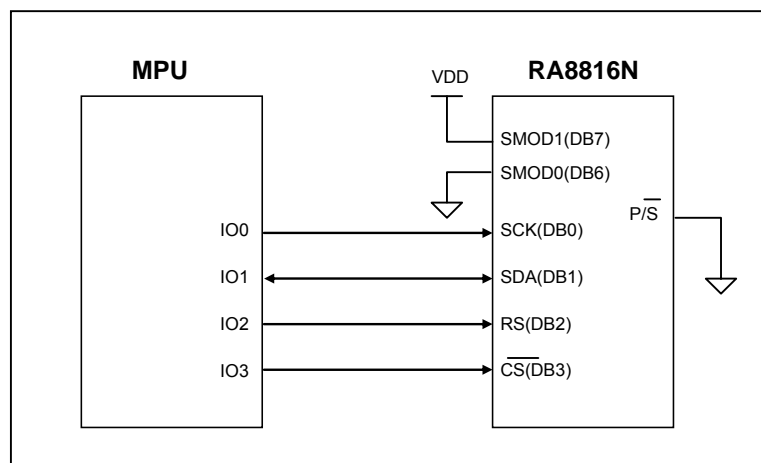 MPU
RA8816N
VDD
SMOD1(DB7)
SMOD0(DB6)
P/S
IO0
SCK(DB0)
IO1
SDA(DB1)
IO2
RS(DB2)
IO3
CS(DB3)